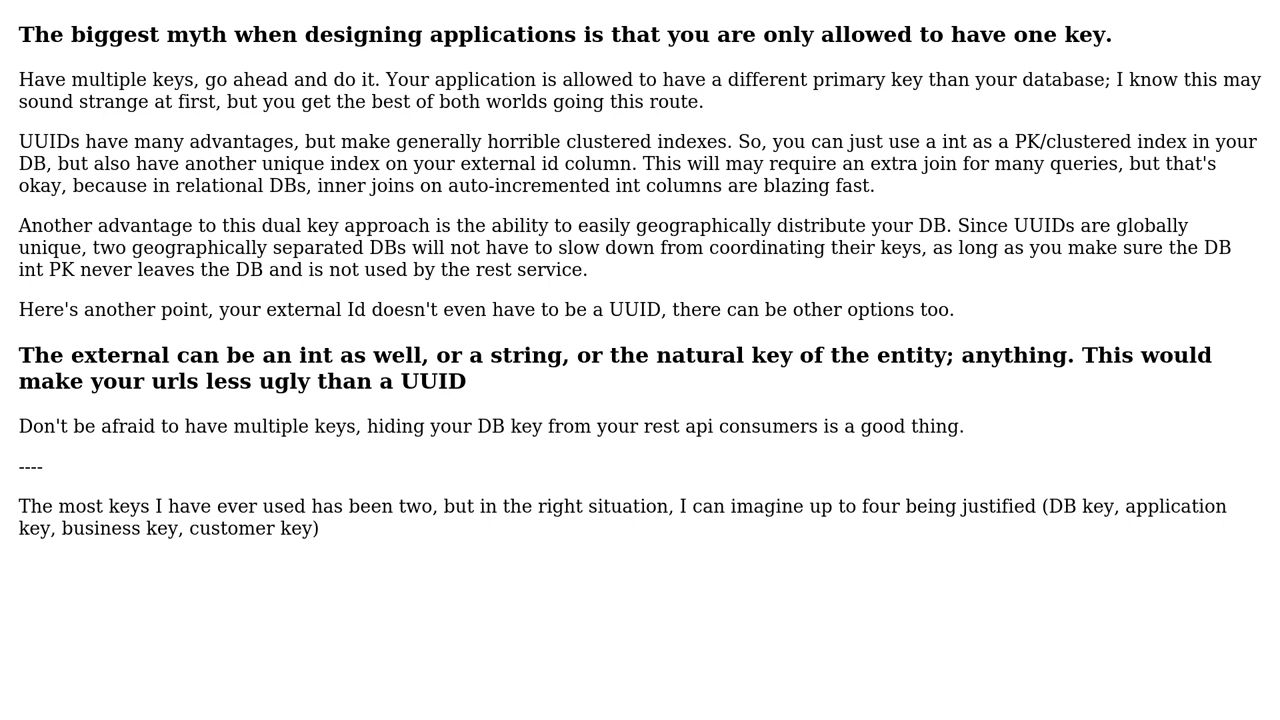 The biggest myth when designing applications is that you are only allowed to have one key.
Have multiple keys, go ahead and do it. Your application is allowed to have a different primary key than your database; I know this may
sound strange at first, but you get the best of both worlds going this route.
UUIDs have many advantages, but make generally horrible clustered indexes. So, you can just use a int as a PK/clustered index in your
DB, but also have another unique index on your external id column. This will may require an extra join for many queries, but that's
okay, because in relational DBs, inner joins on auto-incremented int columns are blazing fast.
Another advantage to this dual key approach is the ability to easily geographically distribute your DB. Since UUIDs are globally
unique, two geographically separated DBs will not have to slow down from coordinating their keys, as long as you make sure the DB
int PK never leaves the DB and is not used by the rest service.
Here's another point, your external Id doesn't even have to be a UUID, there can be other options too.
The external can be an int as well, or a string, or the natural key of the entity; anything. This would
make your urls less ugly than a UUID
Don't be afraid to have multiple keys, hiding your DB key from your rest api consumers is a good thing.
----
The most keys I have ever used has been two, but in the right situation, I can imagine up to four being justified (DB key, application
key, business key, customer key)